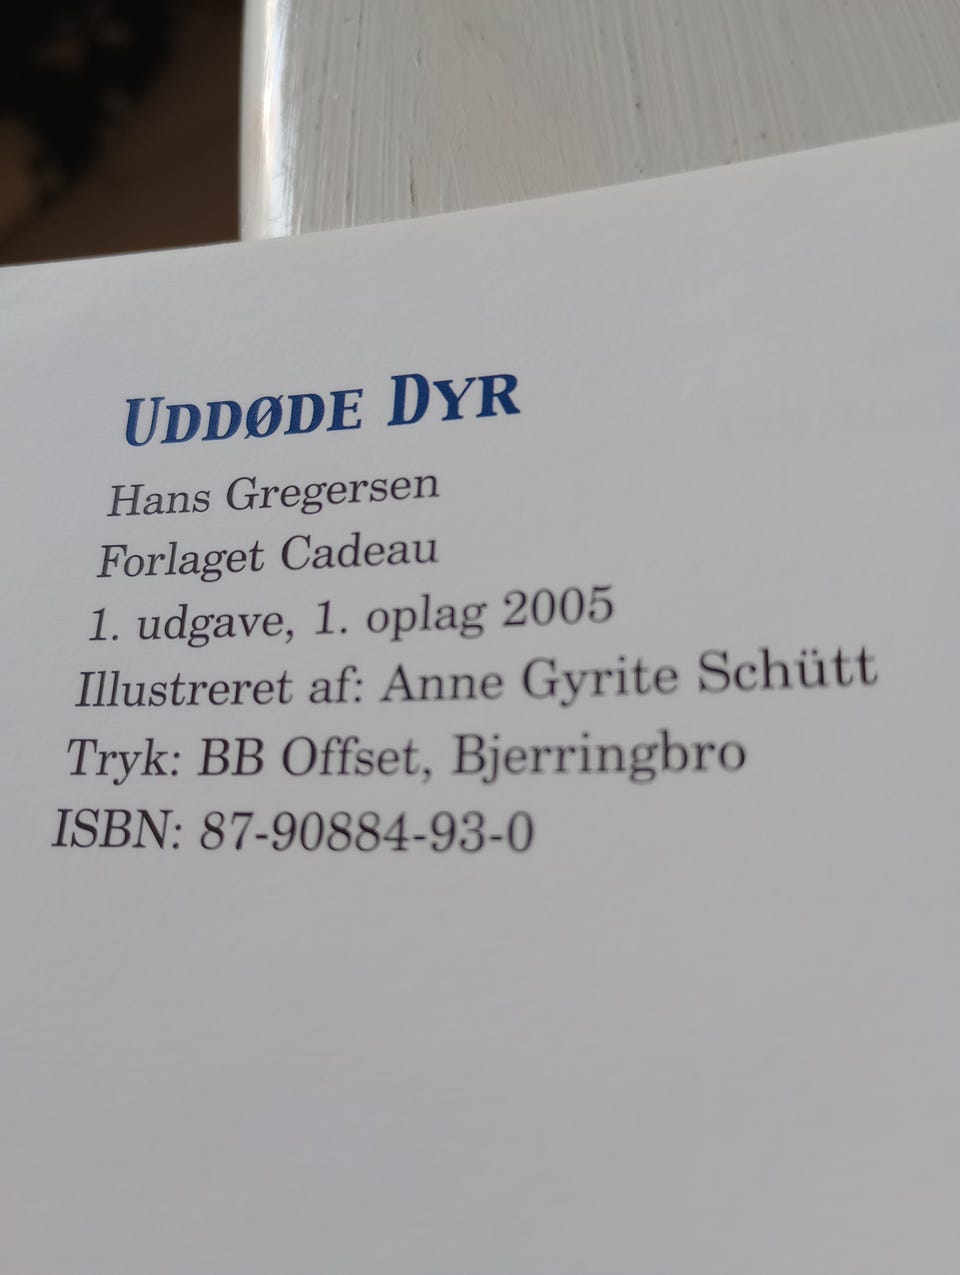 UDDØDE DYR
Hans Gregersen
Forlaget Cadeau
1. udgave, 1. oplag 2005
Illustreret af: Anne Gyrite Schütt
Tryk: BB Offset, Bjerringbro
ISBN: 87-90884-93-0